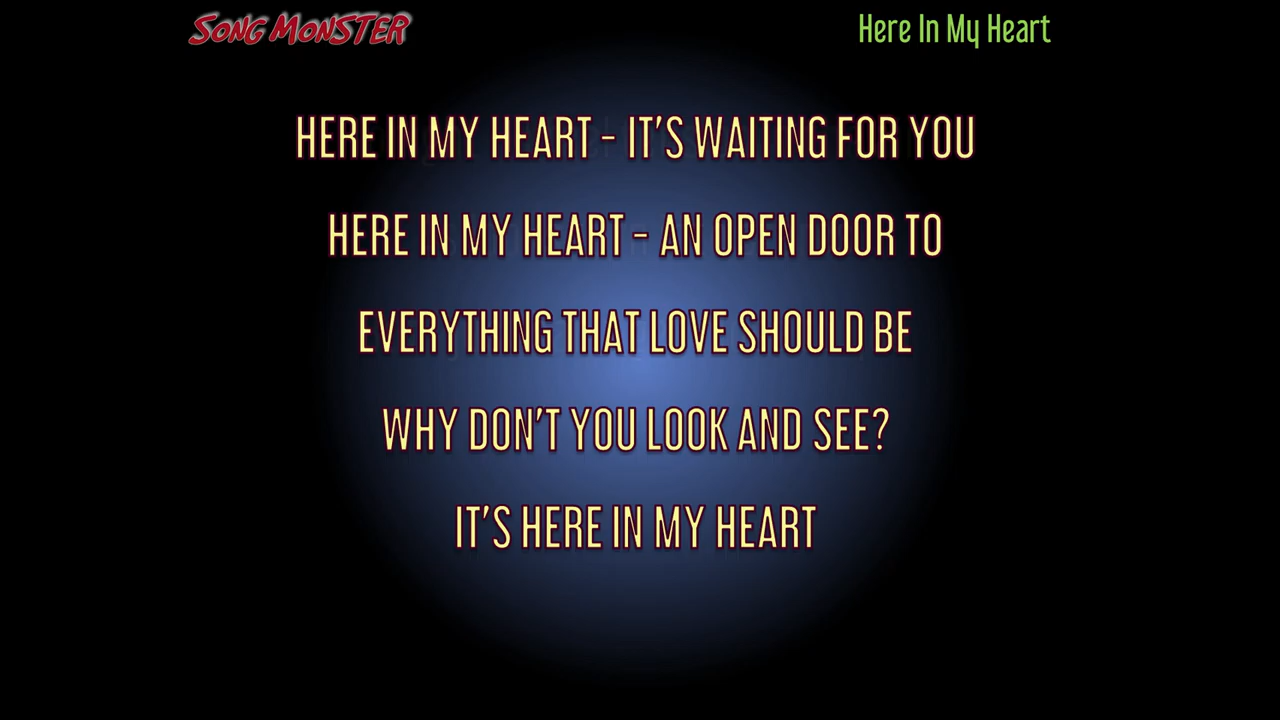 SONG MONSTER
Here In My Heart
HERE IN MY HEART - IT'S WAITING FOR YOU
HERE IN MY HEART - AN OPEN DOOR TO
EVERYTHING THAT LOVE SHOULD BE
WHY DON'T YOU LOOK AND SEE?
IT'S HERE IN MY HEART